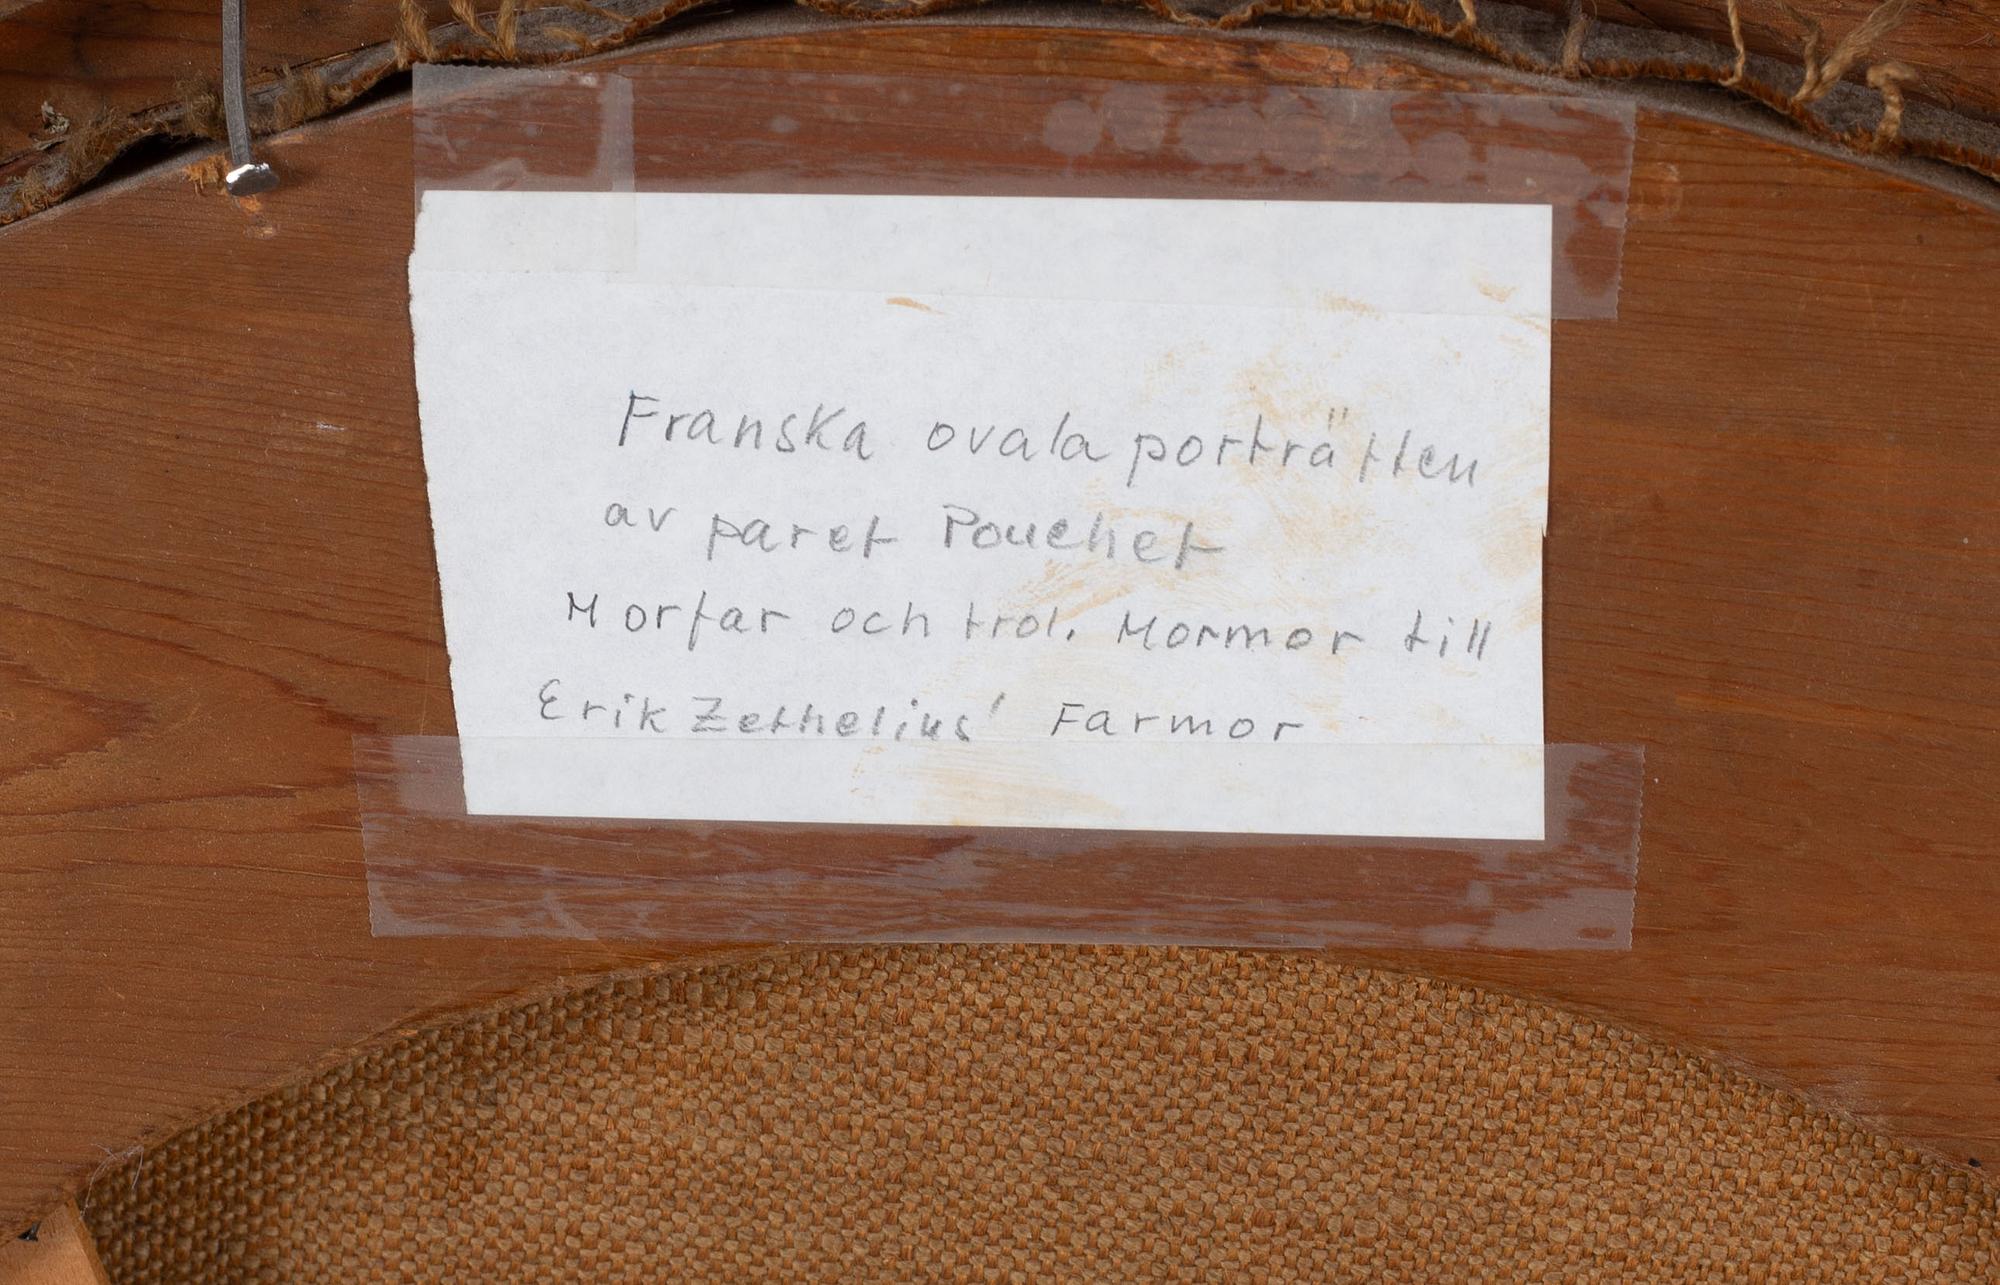 Franska ovala porträtten
av paret Pouchet
Morfar och trol. Mormor till
Erik Zethelius' Farmor